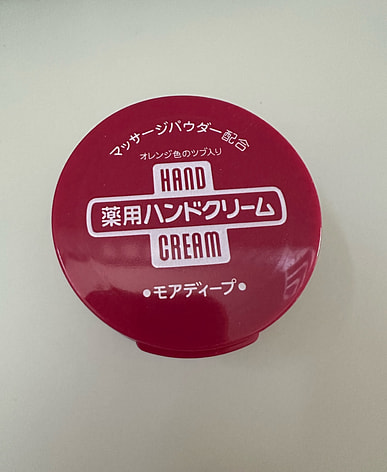 マッサージパウダー配合
オレンジ色のツブ入り
HAND
薬用ハンドクリーム
CREAM
●モアディープ●